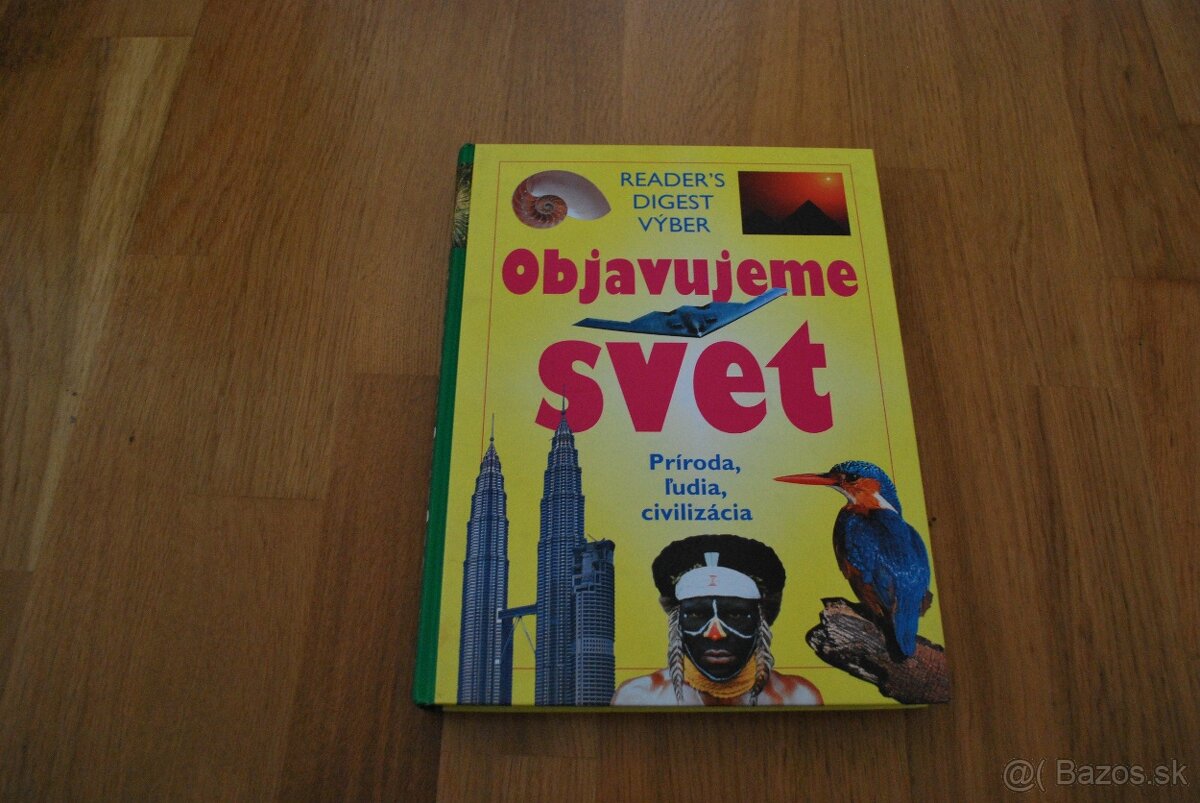 READER'S
DIGEST
VÝBER
Objavujeme
svet
Príroda,
ľudia,
civilizácia
@( Bazos.sk